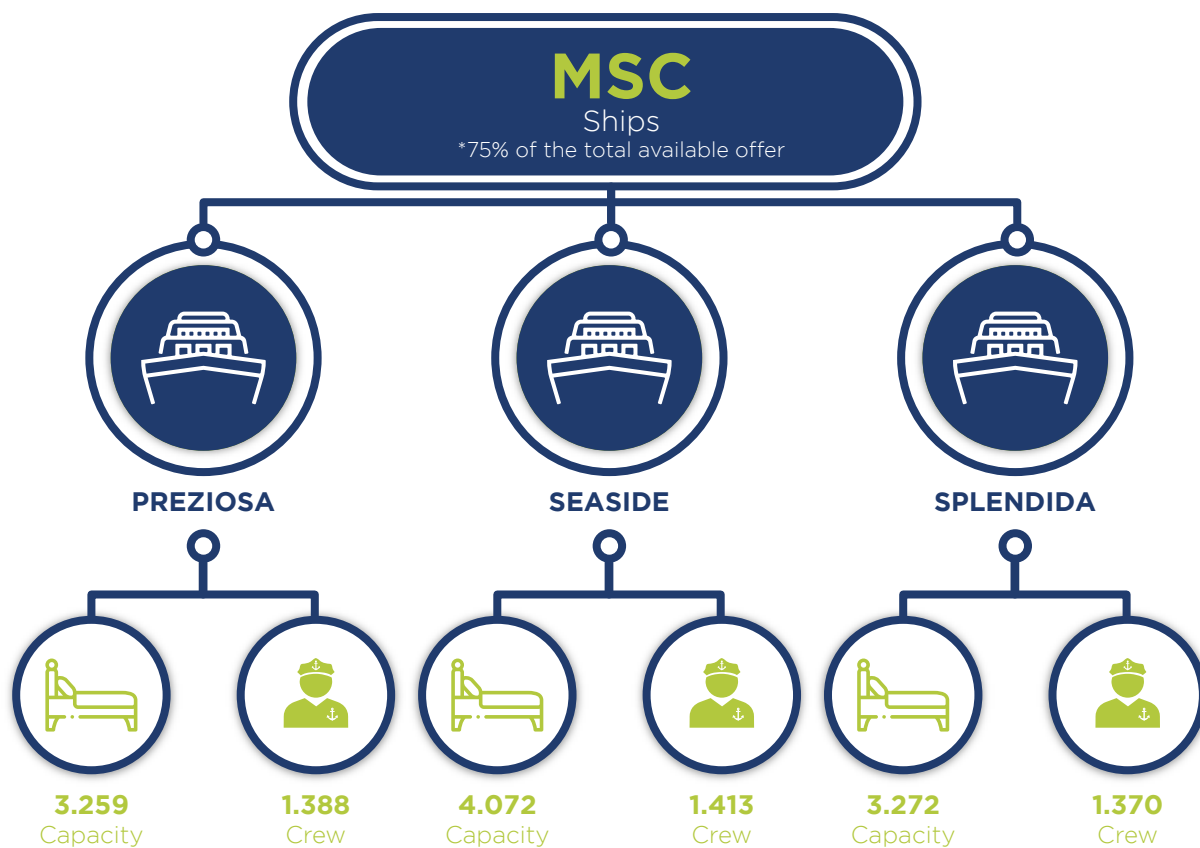 MSC
Ships
*75% of the total available offer
PREZIOSA
SEASIDE
SPLENDIDA
3.259
Capacity
1.388
Crew
4.072
Capacity
1.413
Crew
3.272
Capacity
1.370
Crew